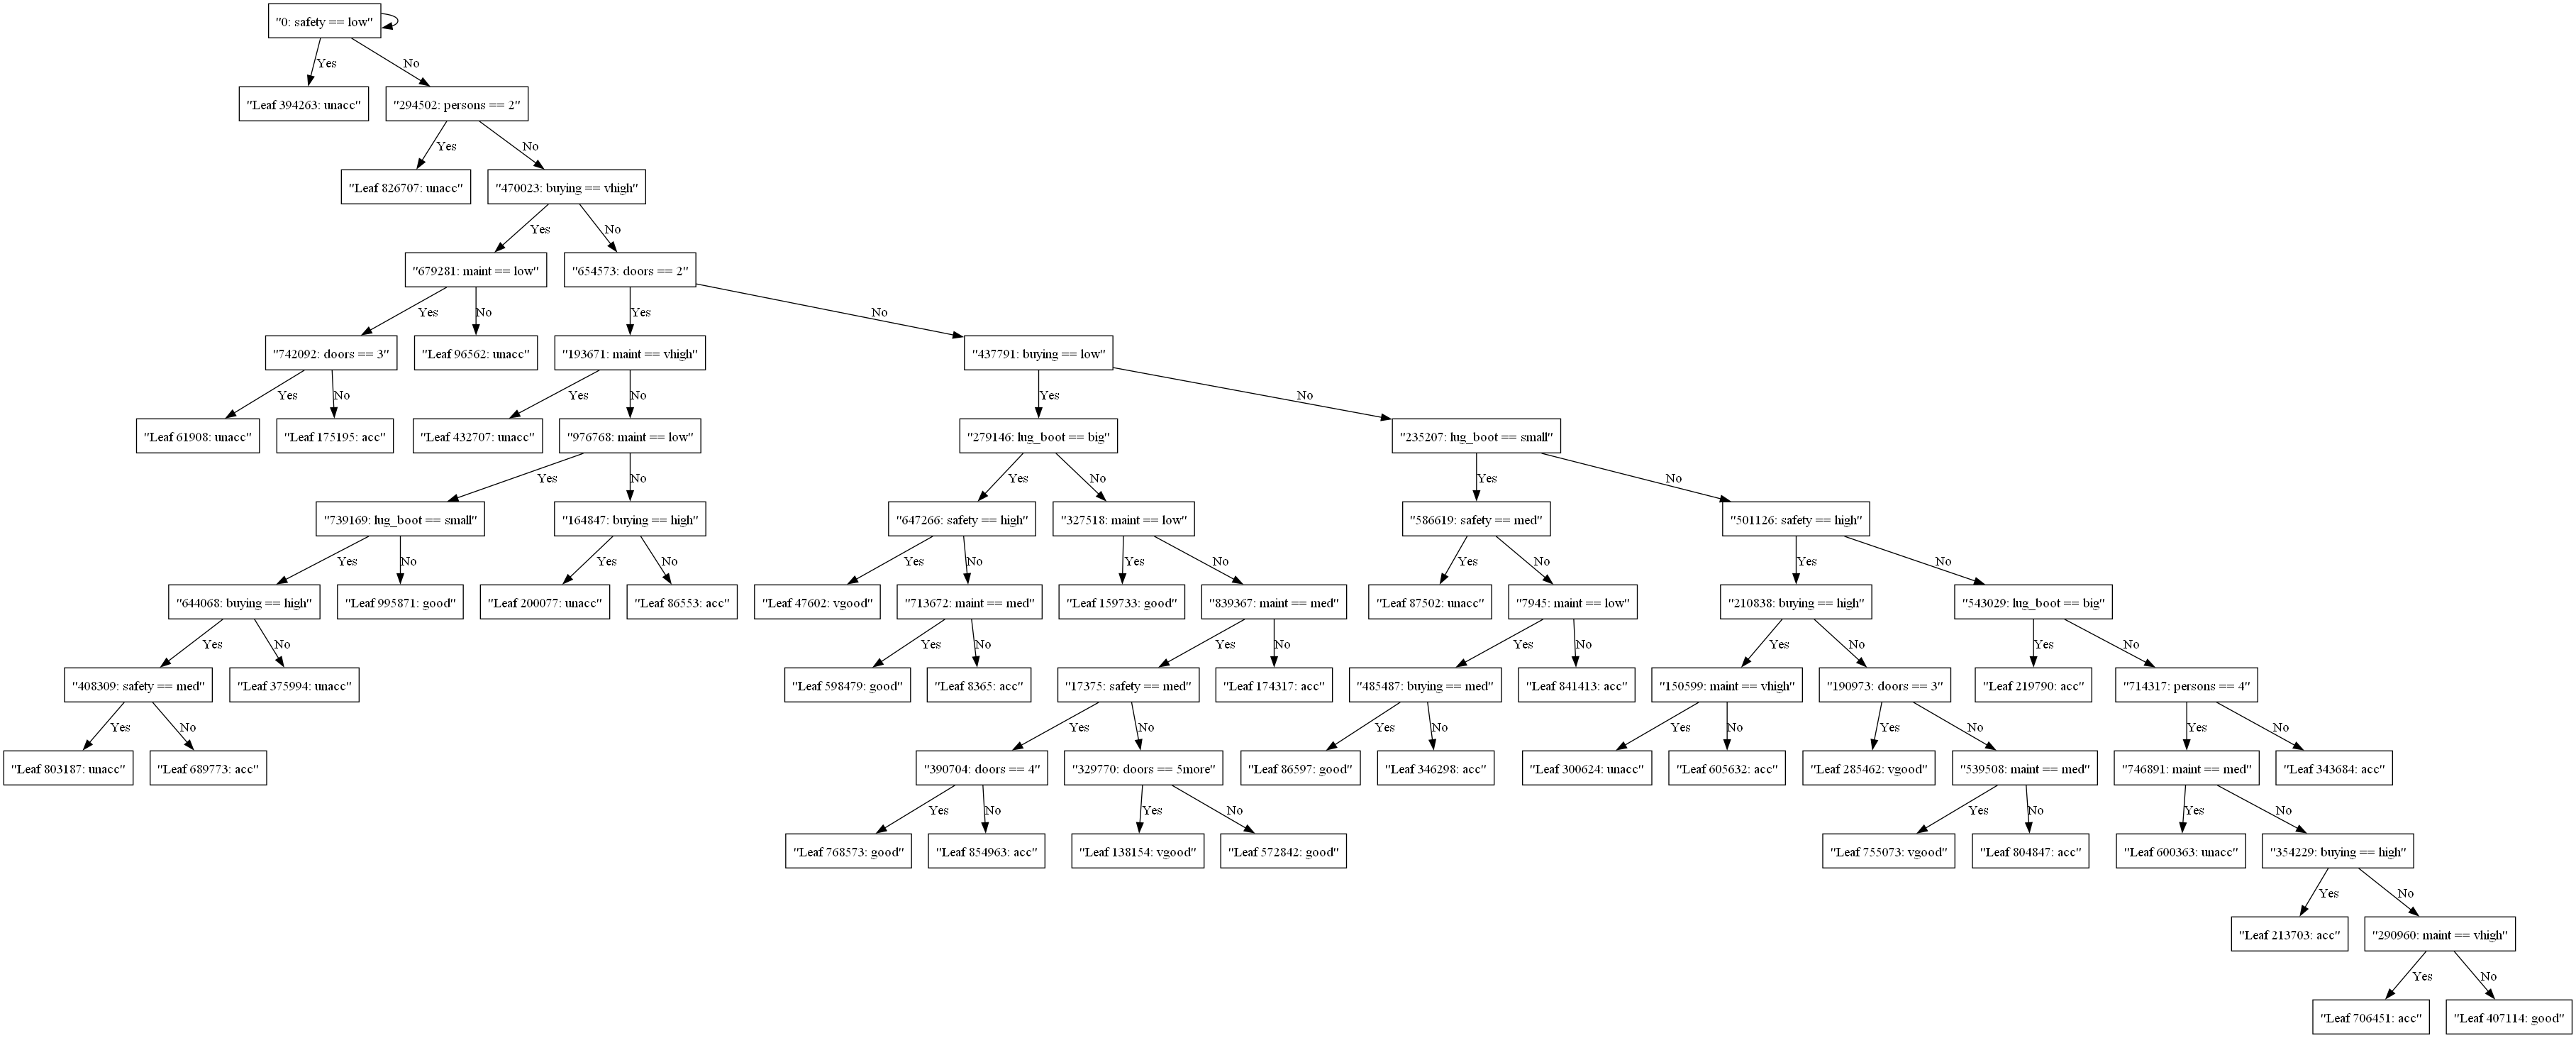 "0: safety == low"
Yes
No
"Leaf 394263: unacc"
"294502: persons == 2"
Yes
No
"Leaf 826707: unacc"
"470023: buying == vhigh"
Yes
No
"679281: maint == low"
"654573: doors == 2"
Yes
No
Yes
No
"742092: doors == 3"
"Leaf 96562: unacc"
"193671: maint == vhigh"
"437791: buying == low"
Yes
No
Yes
No
Yes
No
"Leaf 61908: unacc"
"Leaf 175195: acc"
"Leaf 432707: unacc"
"976768: maint == low"
"279146: lug_boot == big"
"235207: lug_boot == small"
Yes
No
Yes
No
Yes
No
"739169: lug_boot == small"
"164847: buying == high"
"647266: safety == high"
"327518: maint == low"
"586619: safety == med"
"501126: safety == high"
Yes
No
Yes
No
Yes
No
Yes
No
Yes
No
Yes
No
"644068: buying == high"
"Leaf 995871: good"
"Leaf 200077: unacc"
"Leaf 86553: acc"
"Leaf 47602: vgood"
"713672: maint == med"
"Leaf 159733: good"
"839367: maint == med"
"Leaf 87502: unacc"
"7945: maint == low"
"210838: buying == high"
"543029: lug_boot == big"
Yes
No
Yes
No
Yes
No
Yes
No
Yes
No
Yes
No
"408309: safety == med"
"Leaf 375994: unacc"
"Leaf 598479: good"
"Leaf 8365: acc"
"17375: safety == med"
"Leaf 174317: acc"
"485487: buying == med"
"Leaf 841413: acc"
"150599: maint == vhigh"
"190973: doors == 3"
"Leaf 219790: acc"
"714317: persons == 4"
Yes
No
Yes
No
Yes
No
Yes
No
Yes
No
Yes
No
"Leaf 803187: unacc"
"Leaf 689773: acc"
"390704: doors == 4"
"329770: doors == 5more"
"Leaf 86597: good"
"Leaf 346298: acc"
"Leaf 300624: unacc"
"Leaf 605632: acc"
"Leaf 285462: vgood"
"539508: maint == med"
"746891: maint == med"
"Leaf 343684: acc"
Yes
No
Yes
No
Yes
No
Yes
No
"Leaf 768573: good"
"Leaf 854963: acc"
"Leaf 138154: vgood"
"Leaf 572842: good"
"Leaf 755073: vgood"
"Leaf 804847: acc"
"Leaf 600363: unacc"
"354229: buying == high"
Yes
No
"Leaf 213703: acc"
"290960: maint == vhigh"
Yes
No
"Leaf 706451: acc"
"Leaf 407114: good"